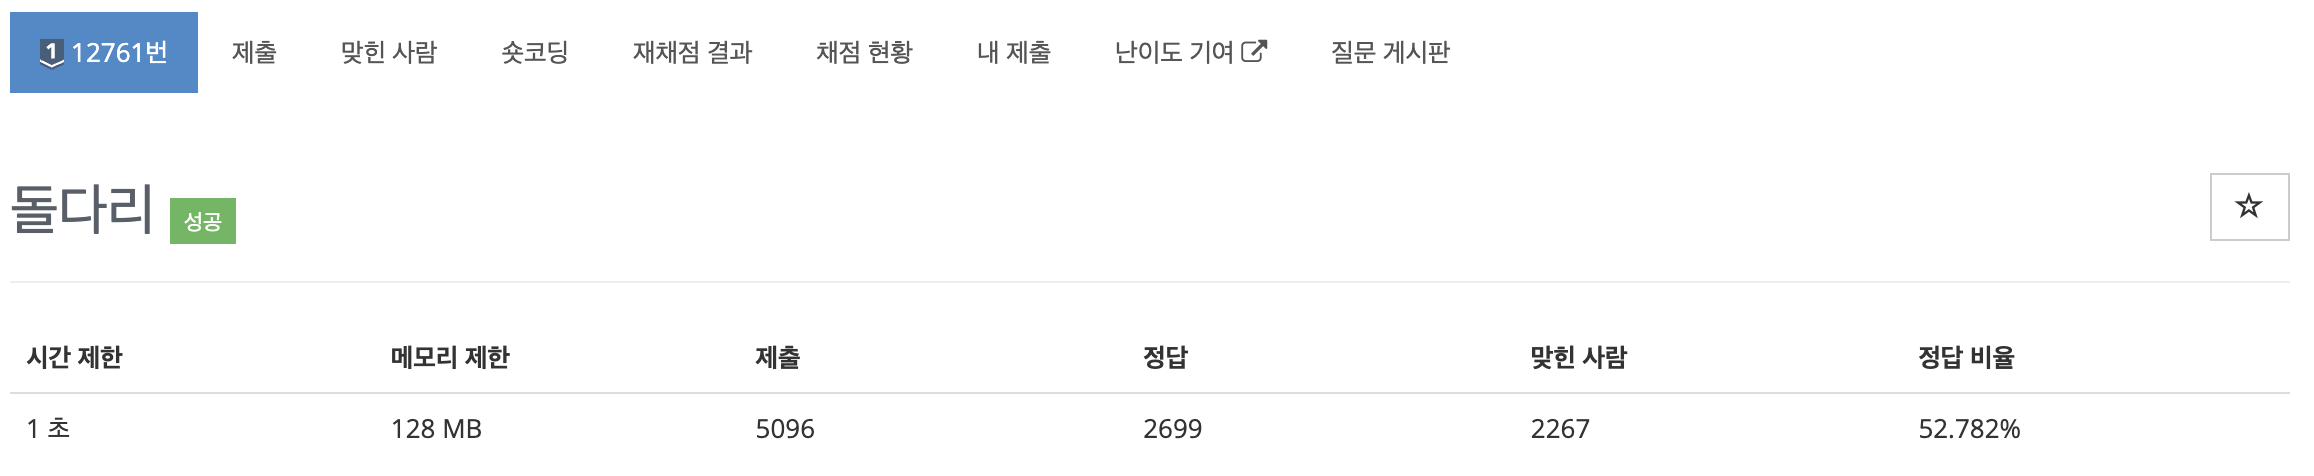 1 12761번 제출 맞힌 사람 숏코딩 재채점 결과 채점 현황 내 제출 난이도 기여 질문 게시판
돌다리 성공
시간 제한 메모리 제한 제출 정답 맞힌 사람 정답 비율
1 초 128 MB 5096 2699 2267 52.782%